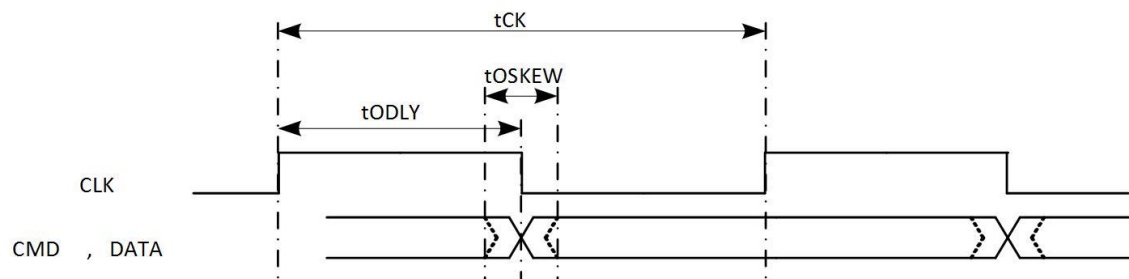 tCK
tOSKEW
tODLY
CLK
CMD , DATA